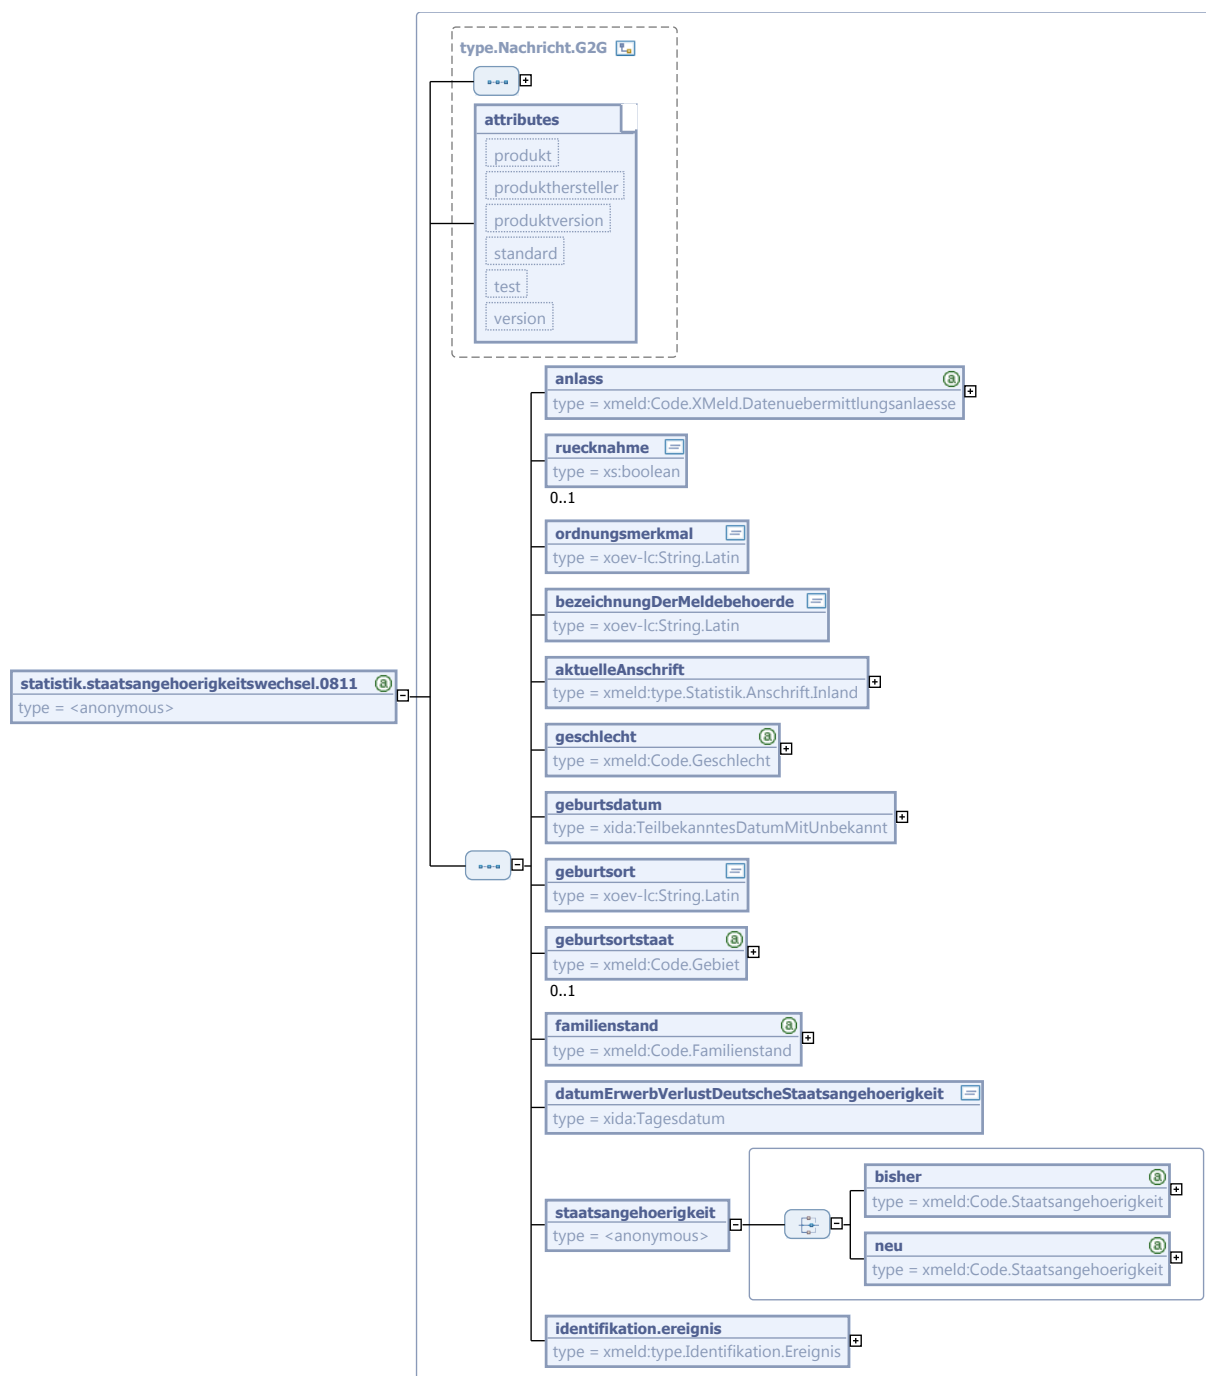 type.Nachricht.G2G
attributes
produkt
produkthersteller
produktversion
standard
test
version
anlass
type = xmeld:Code.XMeld.Datenuebermittlungsanlaesse
ruecknahme
type = xs:boolean
0..1
ordnungsmerkmal
type = xoev-lc:String.Latin
bezeichnungDerMeldebehoerde
type = xoev-lc:String.Latin
aktuelleAnschrift
type = xmeld:type.Statistik.Anschrift.Inland
statistik.staatsangehoerigkeitswechsel.0811
type = <anonymous>
geschlecht
type = xmeld:Code.Geschlecht
geburtsdatum
type = xida:TeilbekanntesDatumMitUnbekannt
geburtsort
type = xoev-lc:String.Latin
geburtsortstaat
type = xmeld:Code.Gebiet
0..1
familienstand
type = xmeld:Code.Familienstand
datumErwerbVerlustDeutscheStaatsangehoerigkeit
type = xida:Tagesdatum
staatsangehoerigkeit
type = <anonymous>
bisher
type = xmeld:Code.Staatsangehoerigkeit
neu
type = xmeld:Code.Staatsangehoerigkeit
identifikation.ereignis
type = xmeld:type.Identifikation.Ereignis